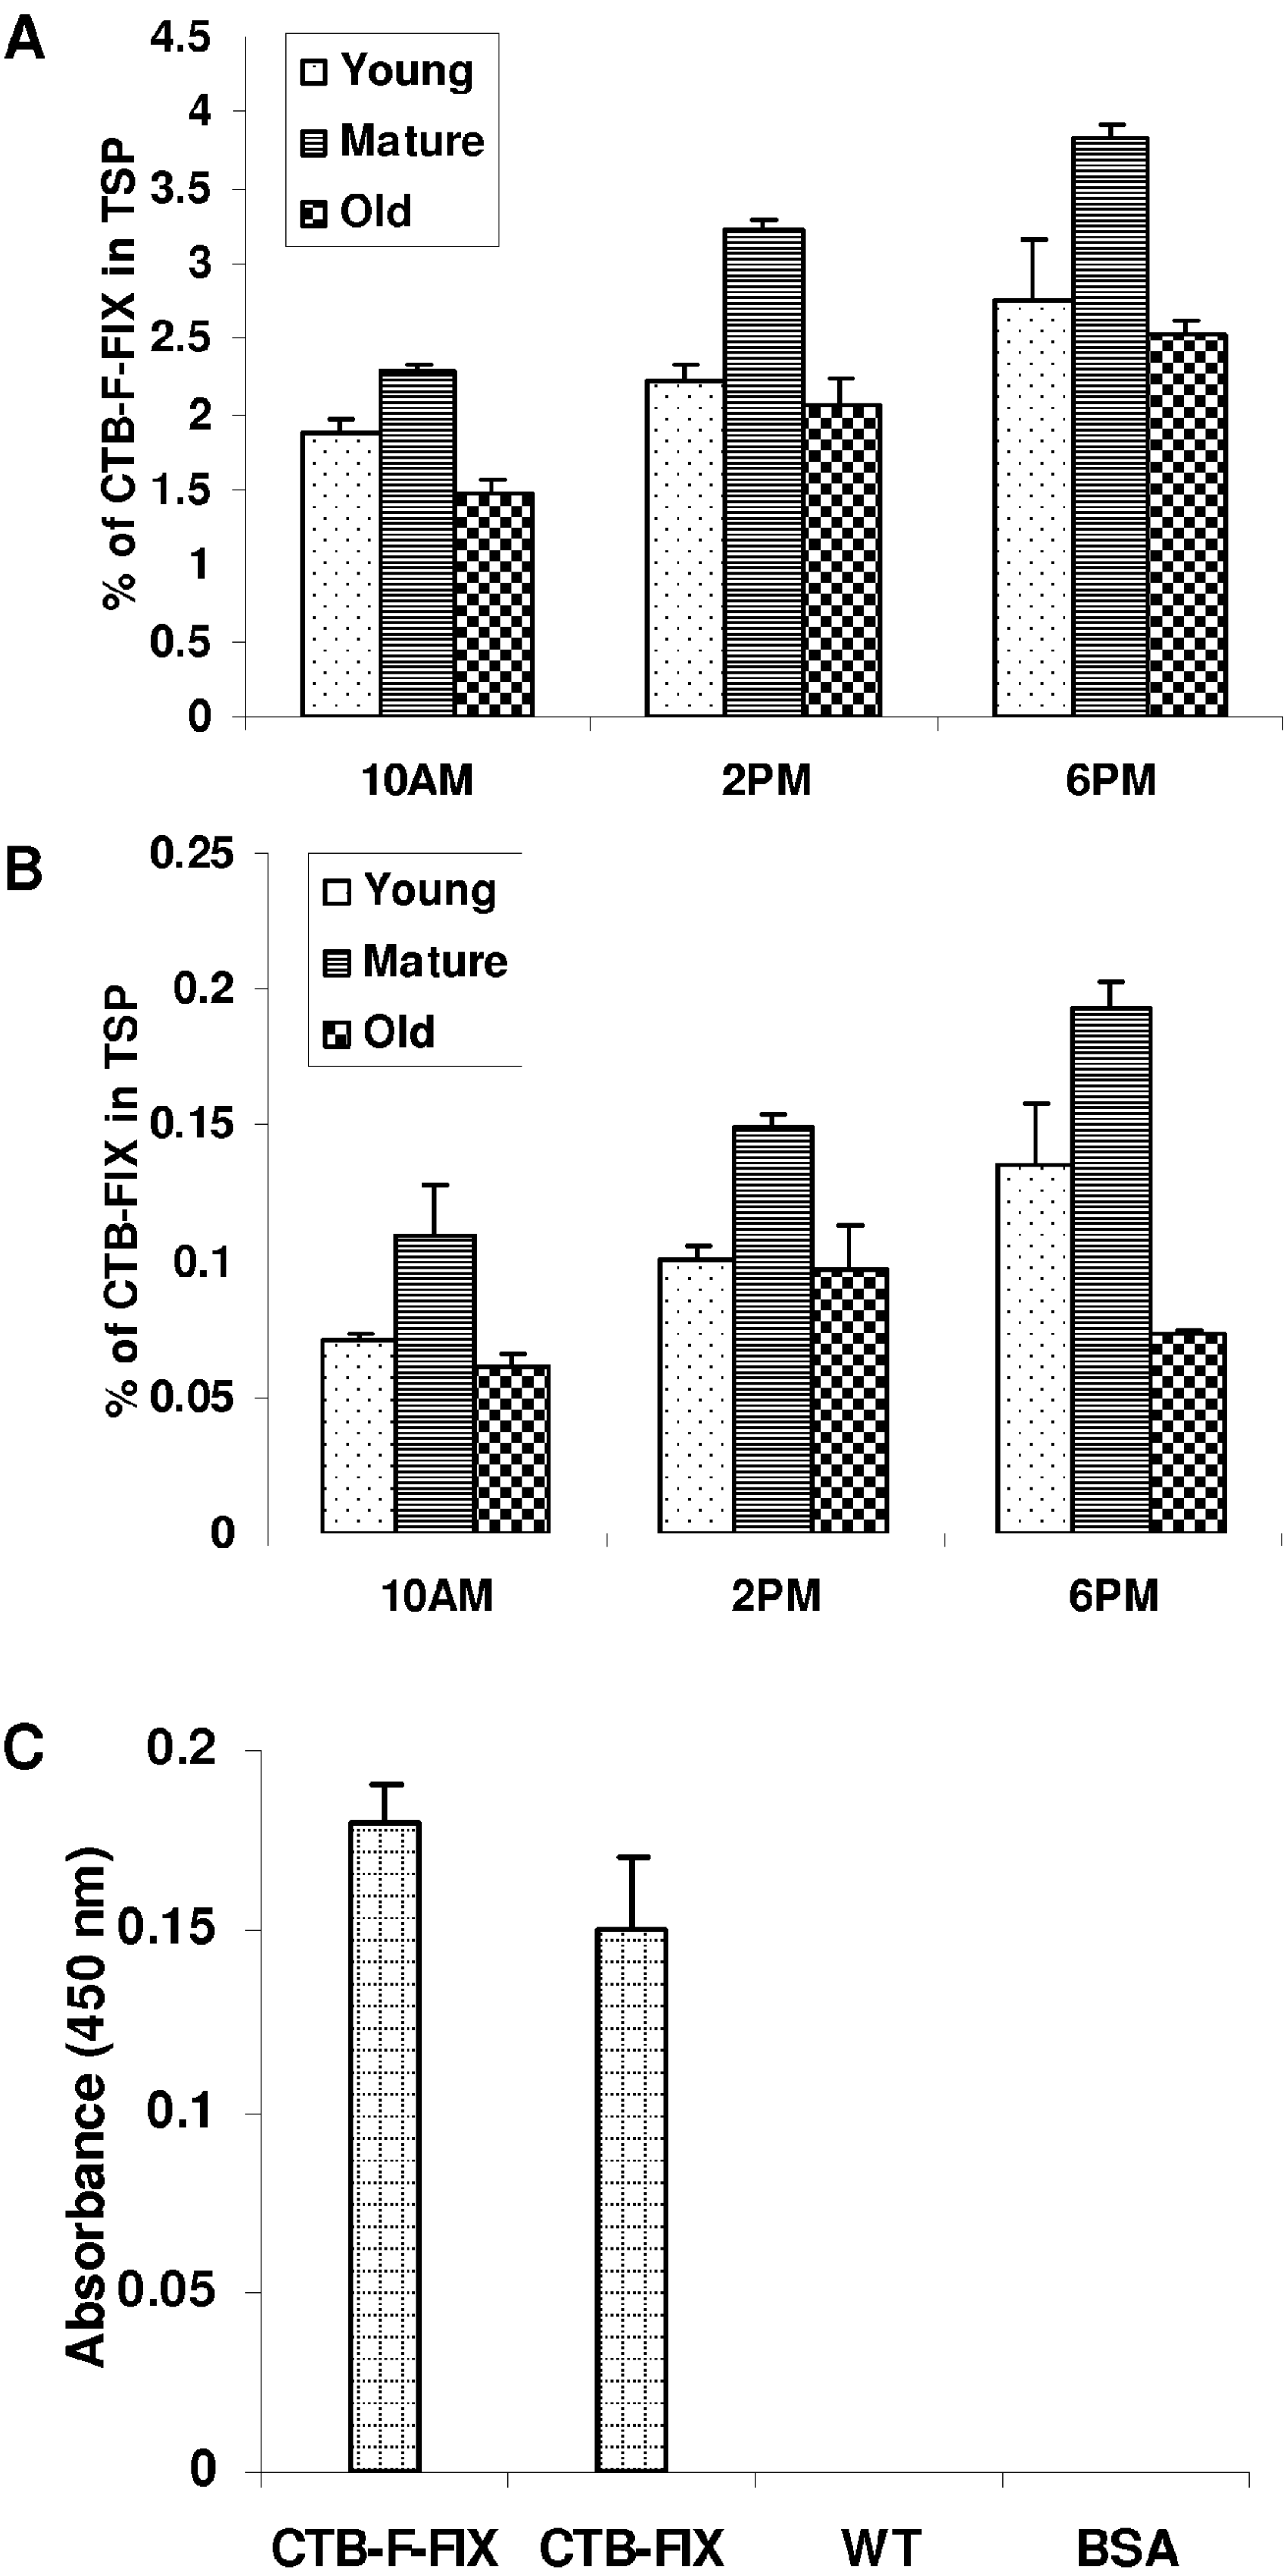 A
% of CTB-F-FIX in TSP
4.5
4
3.5
3
2.5
2
1.5
1
0.5
0
Young
Mature
Old
10AM 2PM 6PM
B
% of CTB-FIX in TSP
0.25
0.2
0.15
0.1
0.05
0
Young
Mature
Old
10AM 2PM 6PM
C
Absorbance (450 nm)
0.2
0.15
0.1
0.05
0
CTB-F-FIX CTB-FIX WT BSA